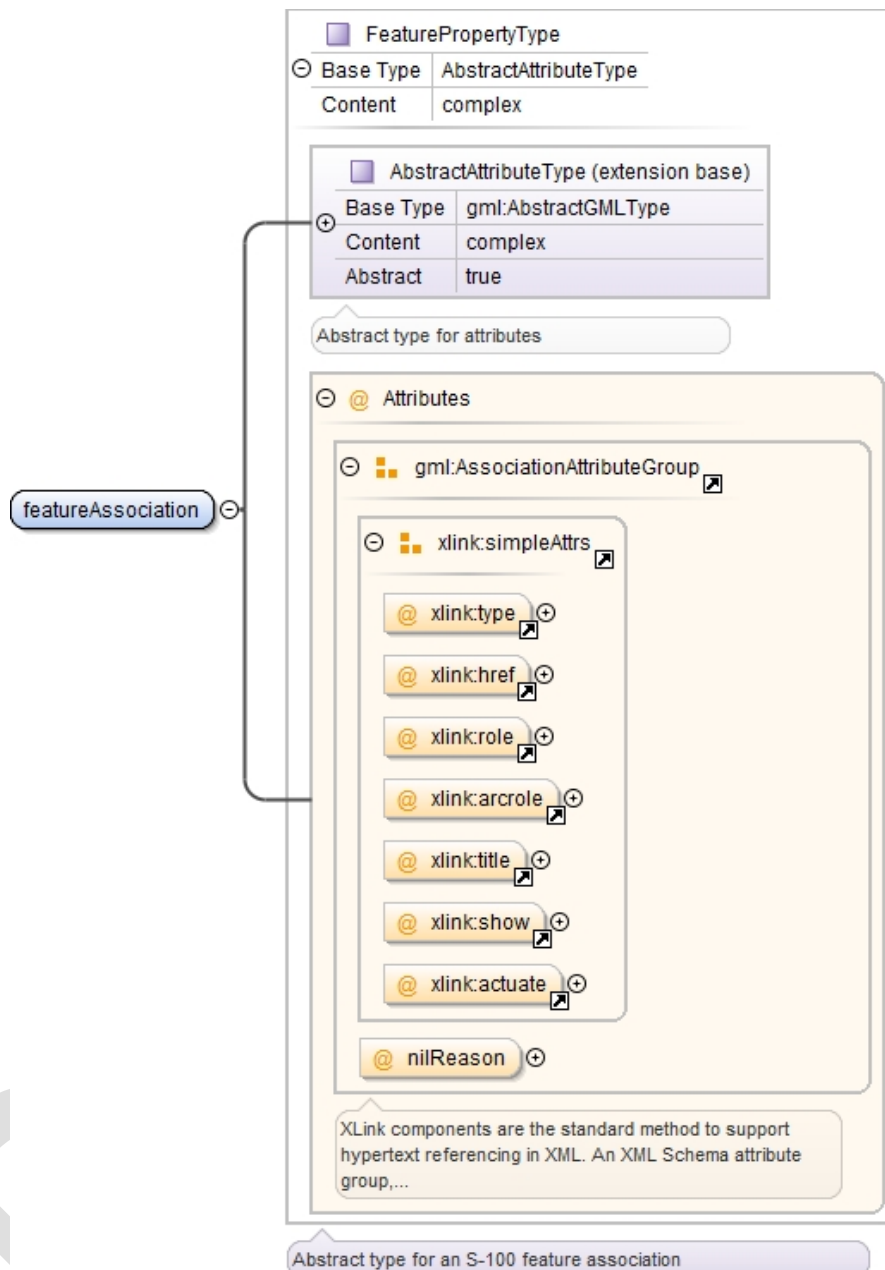 FeaturePropertyType
Base Type AbstractAttributeType
Content complex
AbstractAttributeType (extension base)
Base Type gml:AbstractGMLType
Content complex
Abstract true
Abstract type for attributes
@ Attributes
gml:AssociationAttributeGroup
featureAssociation
xlink:simpleAttrs
@ xlink:type
@ xlink:href
@ xlink:role
@ xlink:arcrole
@ xlink:title
@ xlink:show
@ xlink:actuate
@ nilReason
XLink components are the standard method to support
hypertext referencing in XML. An XML Schema attribute
group,...
Abstract type for an S-100 feature association